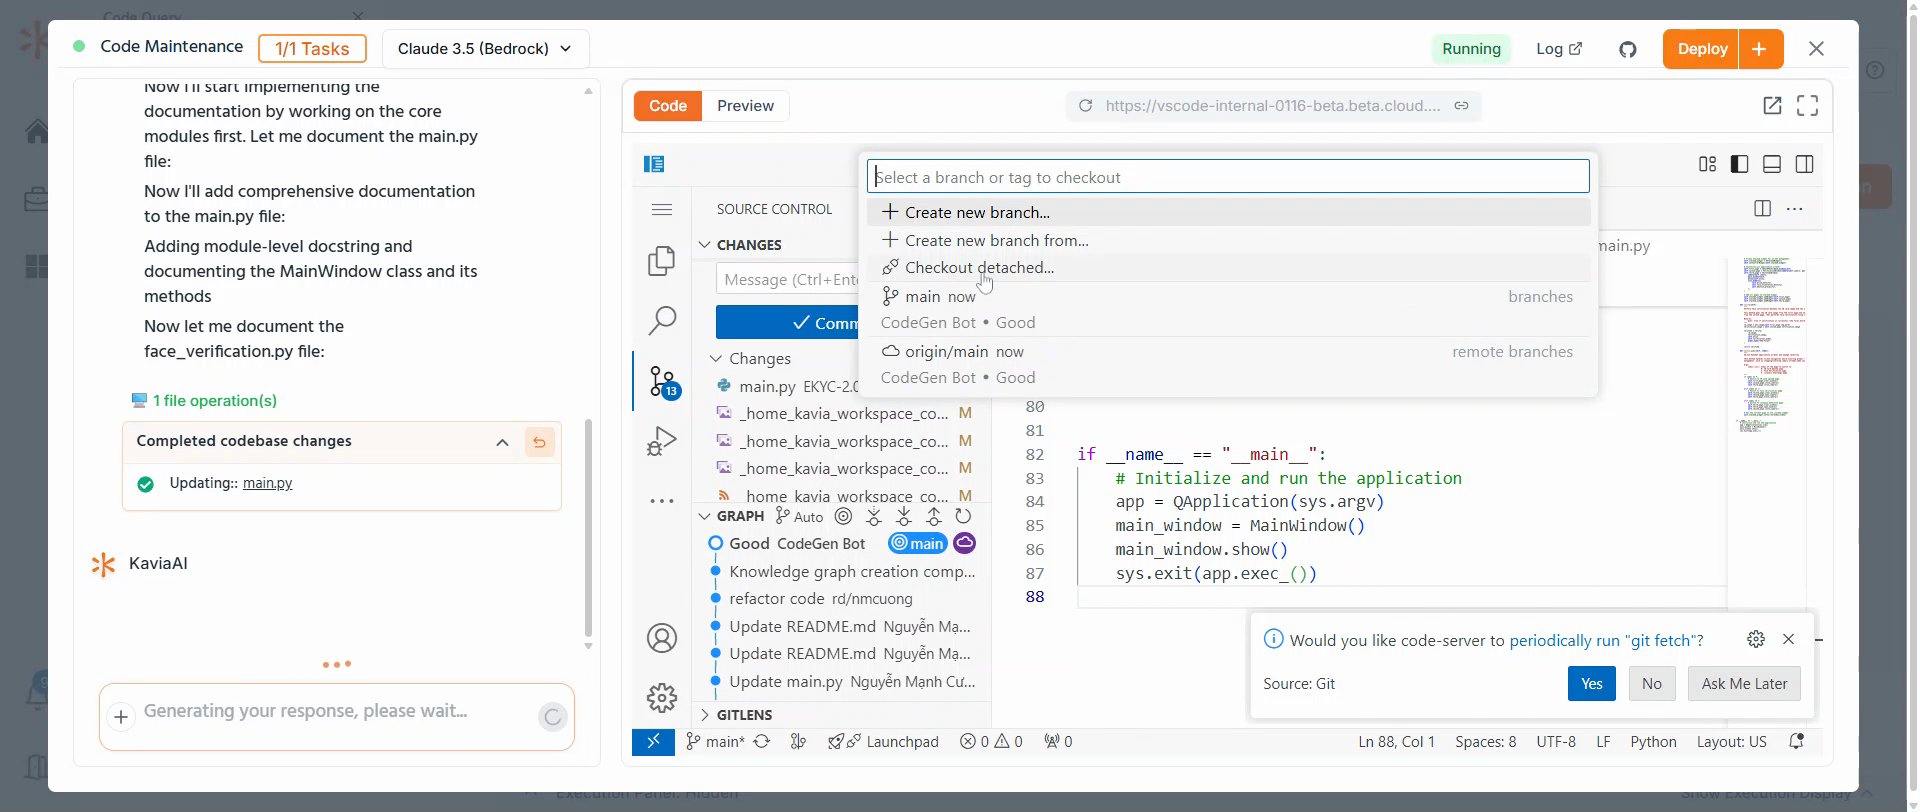 Code Query
Code Maintenance
1/1 Tasks
Claude 3.5 (Bedrock)
Running
Log
Deploy
+
Now I'll start implementing the
documentation by working on the core
modules first. Let me document the main.py
file:
Now I'll add comprehensive documentation
to the main.py file:
Adding module-level docstring and
documenting the MainWindow class and its
methods
Now let me document the
face_verification.py file:
1 file operation(s)
Completed codebase changes
Updating:: main.py
KaviaAI
Generating your response, please wait...
Code
Preview
https://vscode-internal-0116-beta.beta.cloud....
Select a branch or tag to checkout
Create new branch...
Create new branch from...
Checkout detached...
main now
branches
CodeGen Bot • Good
origin/main now
remote branches
CodeGen Bot • Good
SOURCE CONTROL
CHANGES
Message (Ctrl+Ente
Comm
Changes
main.py EKYC-2.0
_home_kavia_workspace_co... M
_home_kavia_workspace_co... M
_home_kavia_workspace_co... M
_home_kavia_workspace_co... M
13
GRAPH
Auto
Good CodeGen Bot
main
Knowledge graph creation comp...
refactor code rd/nmcuong
Update README.md Nguyễn Mạ...
Update README.md Nguyễn Mạ...
Update main.py Nguyễn Mạnh Cư...
GITLENS
main.py
80
81
82 if __name__ == "__main__":
83 # Initialize and run the application
84 app = QApplication(sys.argv)
85 main_window = MainWindow()
86 main_window.show()
87 sys.exit(app.exec_())
88
Would you like code-server to periodically run "git fetch"?
Source: Git
Yes
No
Ask Me Later
main*
Launchpad
0
0
0
Ln 88, Col 1
Spaces: 8
UTF-8
LF
Python
Layout: US
Execution Panel: Hidden
Show Execution Display